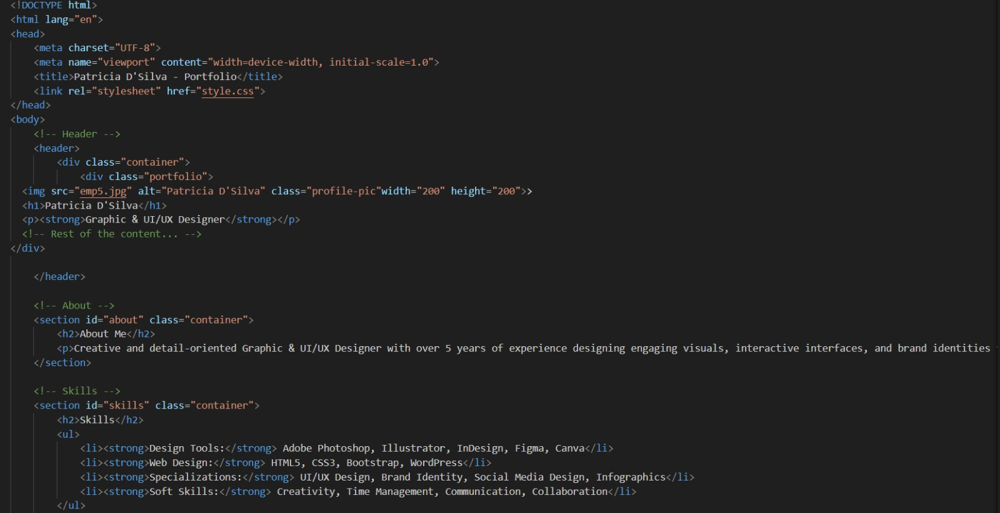 <!DOCTYPE html>
<html lang="en">
<head>
    <meta charset="UTF-8">
    <meta name="viewport" content="width=device-width, initial-scale=1.0">
    <title>Patricia D'Silva - Portfolio</title>
    <link rel="stylesheet" href="style.css">
</head>
<body>
    <!-- Header -->
    <header>
        <div class="container">
            <div class="portfolio">
  <img src="emp5.jpg" alt="Patricia D'Silva" class="profile-pic"width="200" height="200">>
  <h1>Patricia D'Silva</h1>
  <p><strong>Graphic & UI/UX Designer</strong></p>
  <!-- Rest of the content... -->
</div>

    </header>

    <!-- About -->
    <section id="about" class="container">
        <h2>About Me</h2>
        <p>Creative and detail-oriented Graphic & UI/UX Designer with over 5 years of experience designing engaging visuals, interactive interfaces, and brand identities
    </section>

    <!-- Skills -->
    <section id="skills" class="container">
        <h2>Skills</h2>
        <ul>
            <li><strong>Design Tools:</strong> Adobe Photoshop, Illustrator, InDesign, Figma, Canva</li>
            <li><strong>Web Design:</strong> HTML5, CSS3, Bootstrap, WordPress</li>
            <li><strong>Specializations:</strong> UI/UX Design, Brand Identity, Social Media Design, Infographics</li>
            <li><strong>Soft Skills:</strong> Creativity, Time Management, Communication, Collaboration</li>
        </ul>